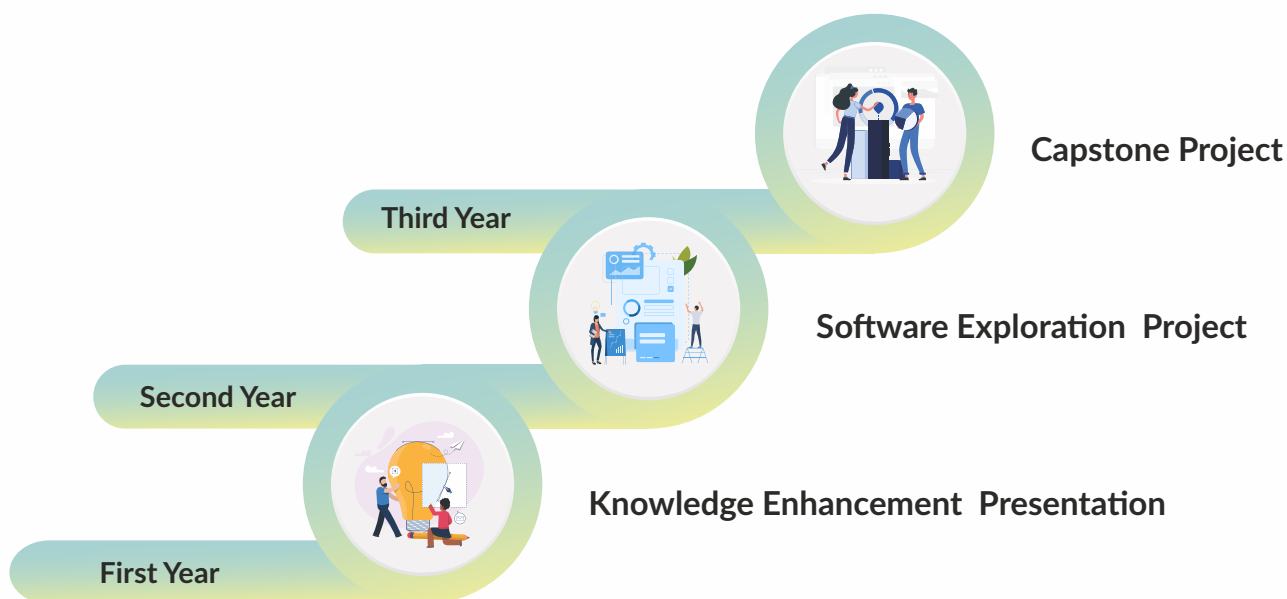 Capstone Project
Third Year
Software Exploration  Project
Second Year
Knowledge Enhancement  Presentation
First Year